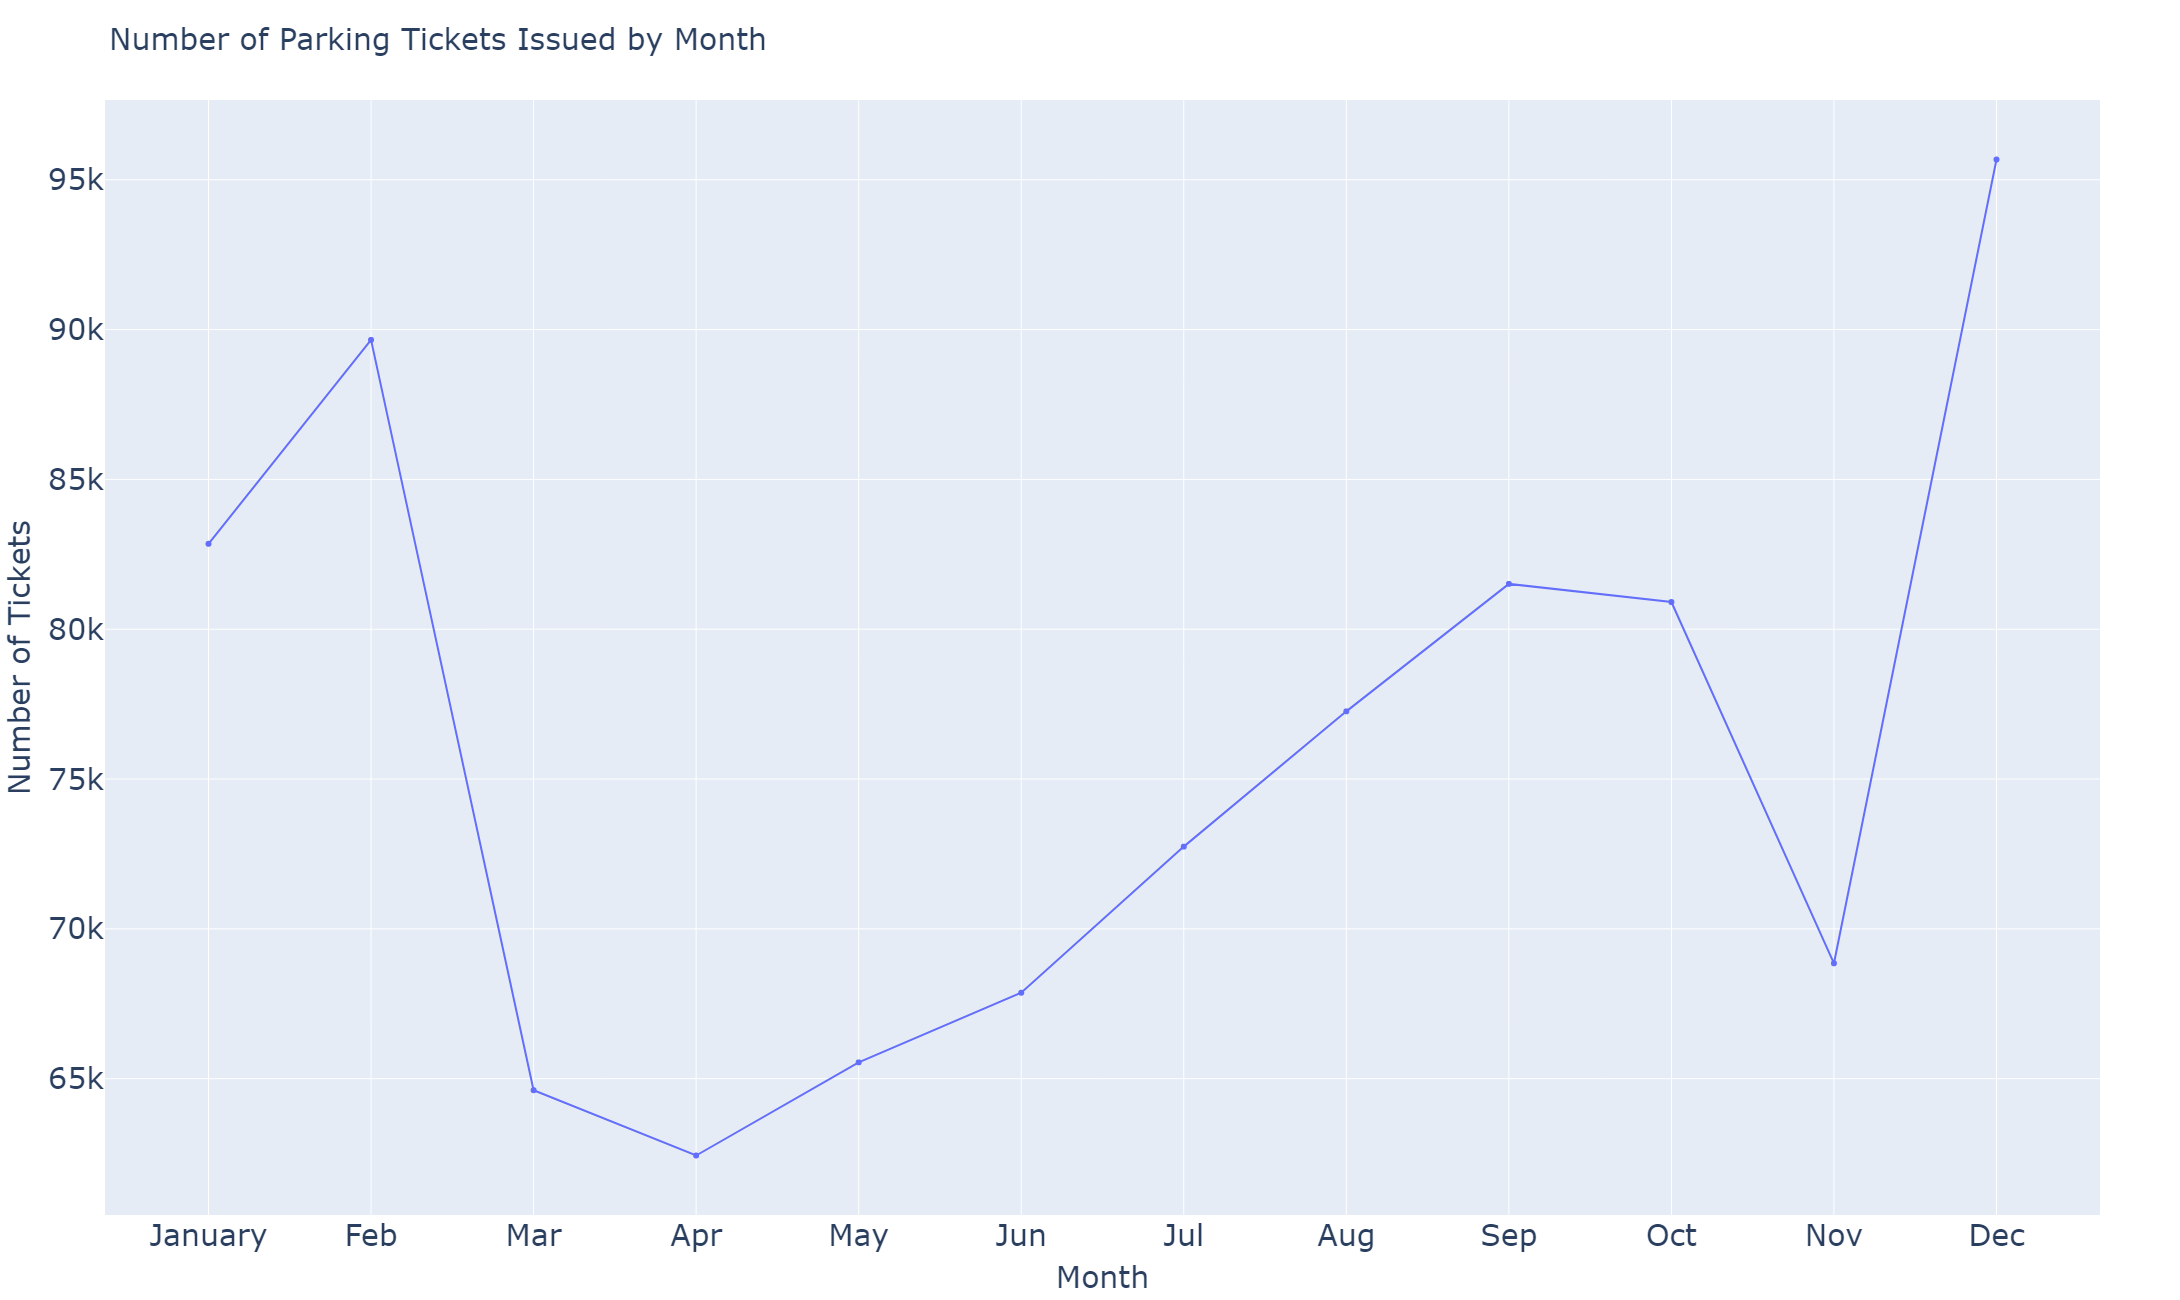 Number of Parking Tickets Issued by Month
95k
90k
85k
80k
75k
70k
65k
Number of Tickets
January Feb Mar Apr May Jun Jul Aug Sep Oct Nov Dec
Month